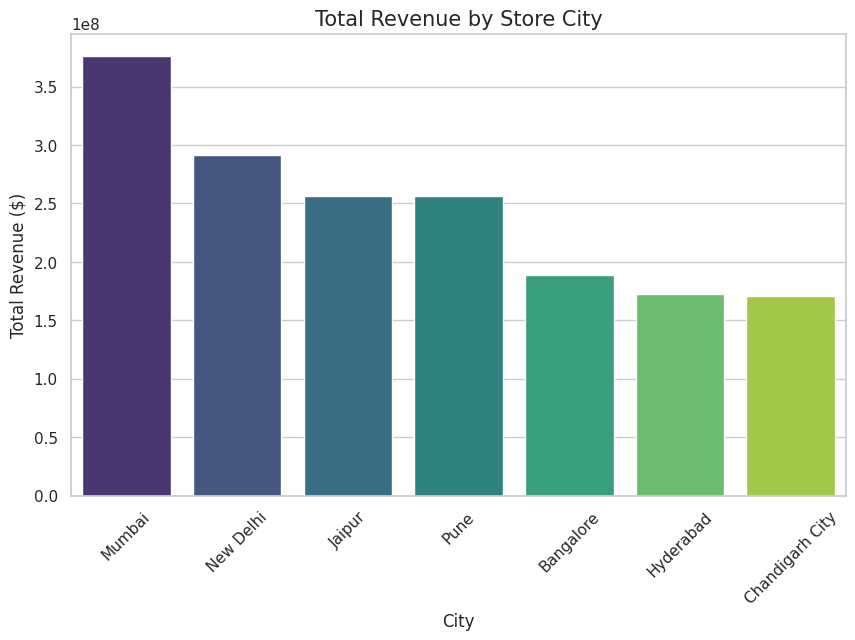 Total Revenue by Store City
1e8
Total Revenue ($)
3.5
3.0
2.5
2.0
1.5
1.0
0.5
0.0
Mumbai
New Delhi
Jaipur
Pune
Bangalore
Hyderabad
Chandigarh City
City